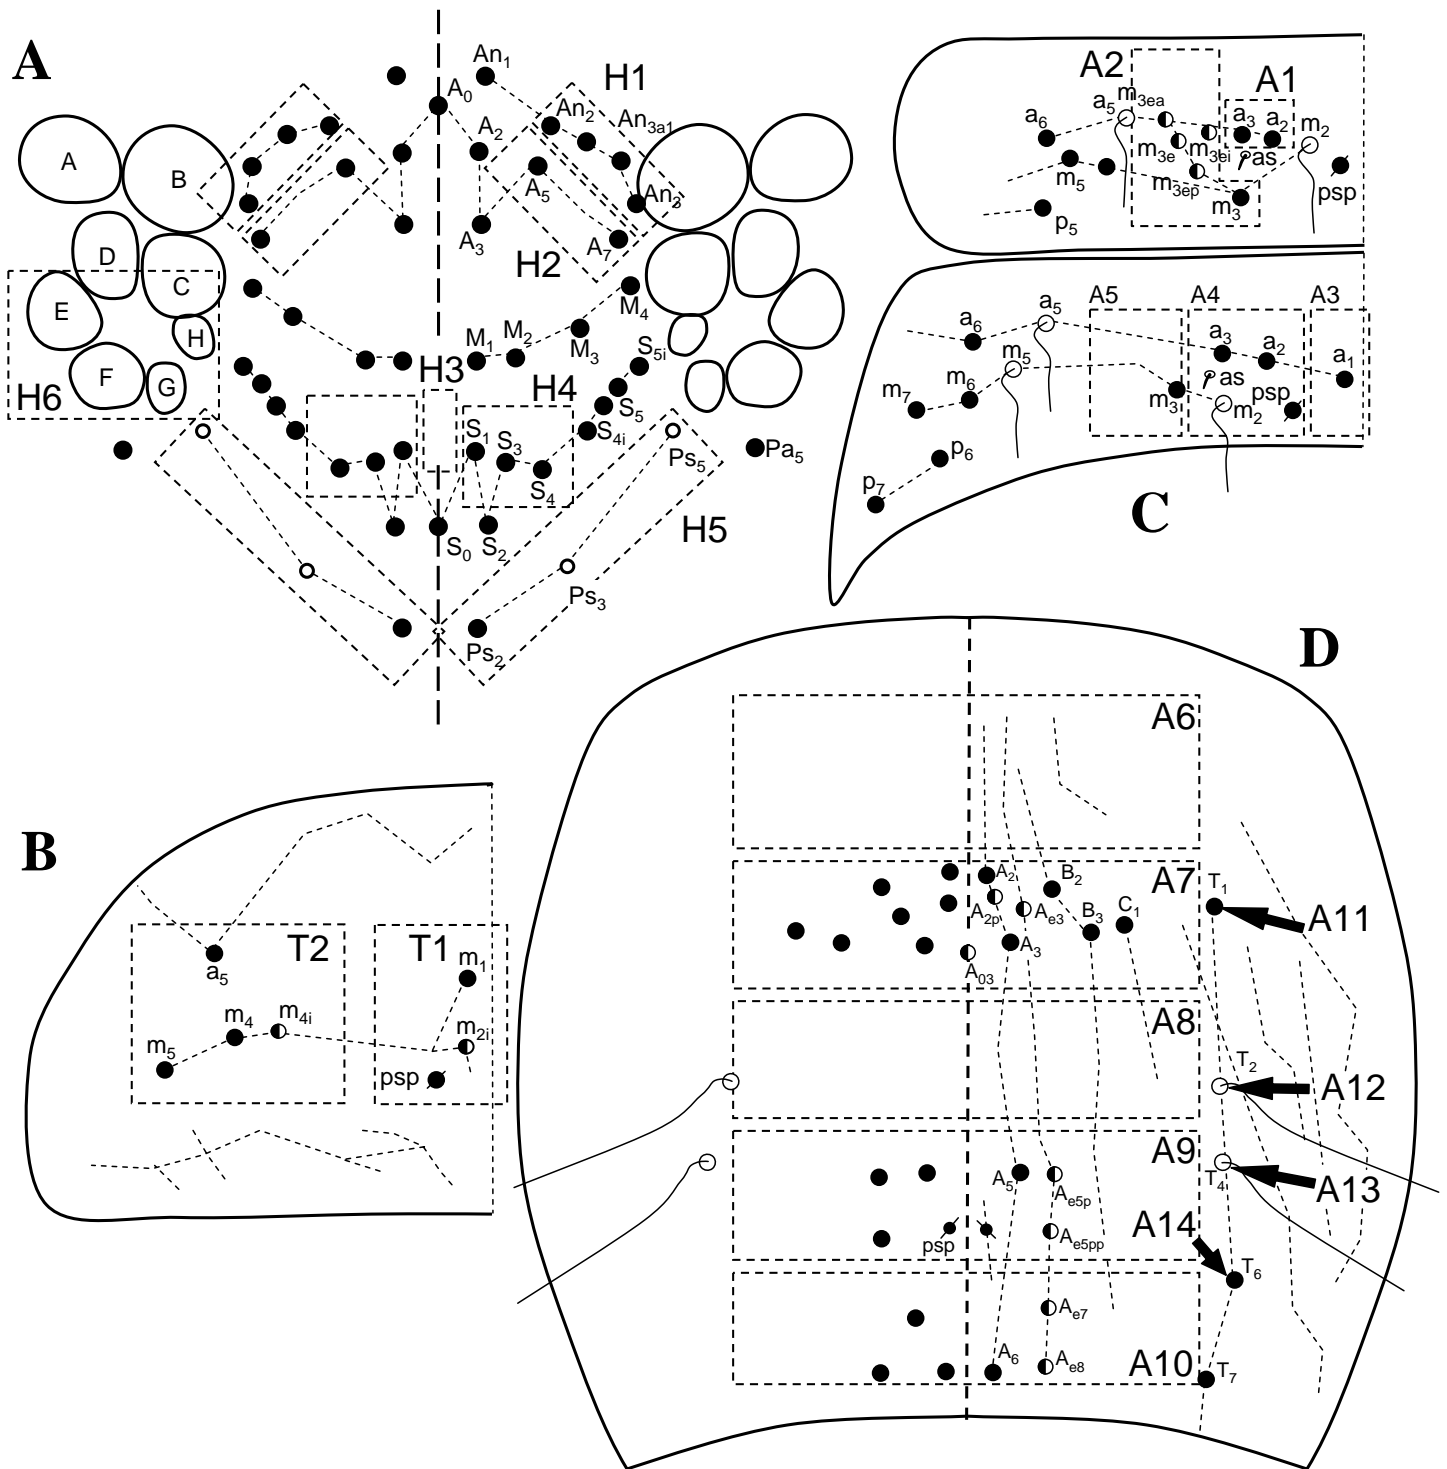 A
An₁
H1
A₀
An₂
An₃ₐ₁
A₂
A
B
A₅
An₃
A₃
A₇
H2
D
C
E
M₄
H
M₁
M₂
M₃
F
G
H3
S₅ᵢ
H6
H4
S₅
S₁
S₃
S₄ᵢ
Ps₅
Pa₅
S₄
S₀
S₂
H5
Ps₃
Ps₂
A2
A1
a₅
m₃ₑₐ
a₆
a₃
a₂
m₂
m₃ₑ
m₃ₑᵢ
as
m₅
m₃ₑₚ
psp
m₃
p₅
a₅
A5
A4
A3
a₆
a₃
a₂
a₁
m₅
m₇
m₆
as
m₃
m₂
psp
p₆
p₇
C
D
A6
B
A₂
B₂
A7
T₁
A₂ₚ
Aₑ₃
B₃
C₁
A11
A₃
A₀₃
T2
T1
a₅
m₁
m₄
m₄ᵢ
m₂ᵢ
m₅
psp
A8
T₂
A12
A9
A₅
Aₑ₅ₚ
T₄
A13
psp
Aₑ₅ₚₚ
A14
T₆
Aₑ₇
A₆
Aₑ₈
A10
T₇